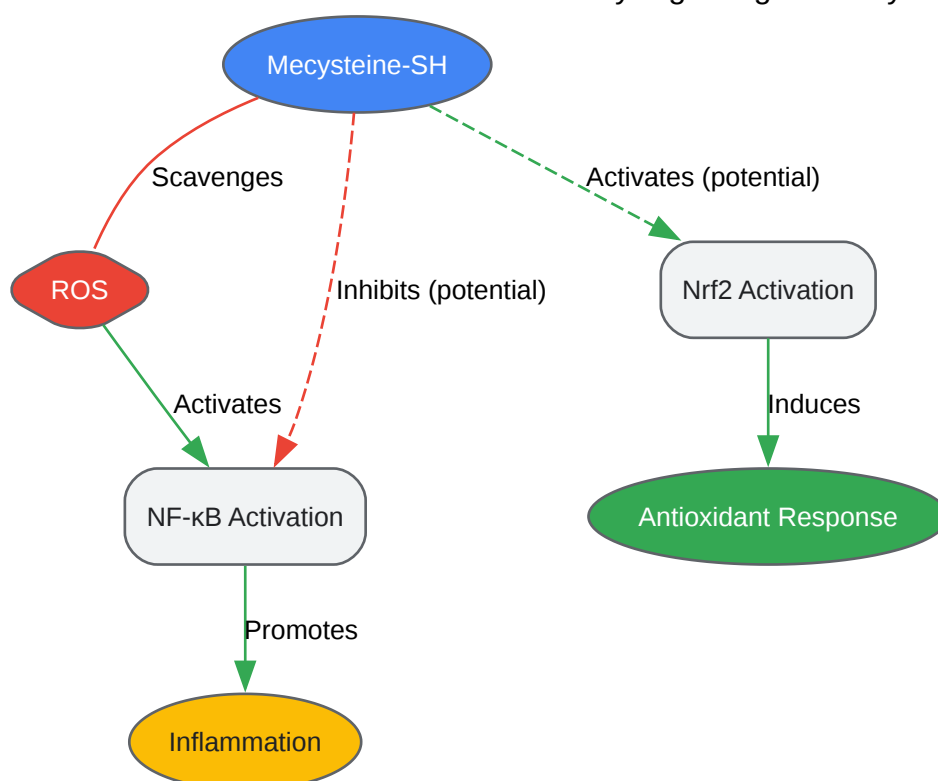 Mecysteine-SH
Scavenges
Activates (potential)
ROS
Inhibits (potential)
Nrf2 Activation
Activates
Induces
NF-κB Activation
Antioxidant Response
Promotes
Inflammation